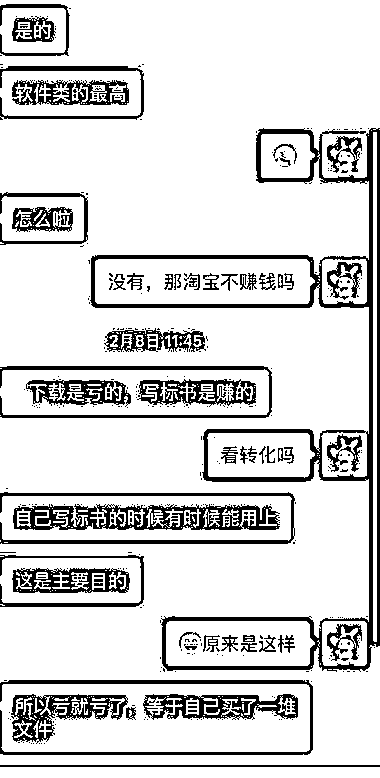 是的
软件类的最高
怎么啦
没有，那淘宝不赚钱吗
2月8日 11:45
下载是亏的，写标书是赚的
看转化吗
自己写标书的时候有时候能用上
这是主要目的
😄原来是这样
所以亏就亏了，等于自己买了一堆
文件